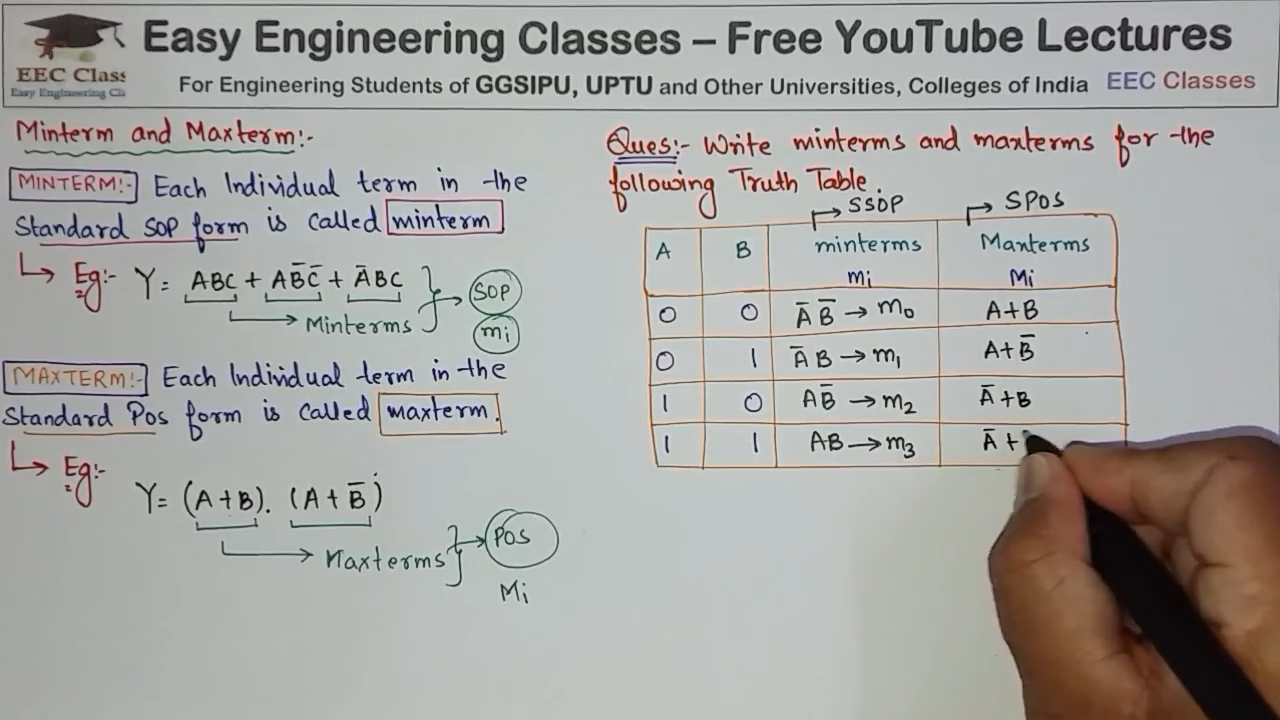 Easy Engineering Classes – Free YouTube Lectures
EEC Class
Easy Engineering Cla
For Engineering Students of GGSIPU, UPTU and Other Universities, Colleges of India EEC Classes
Minterm and Maxterm:-
MINTERM:- Each Individual term in the
Standard SOP form is called minterm
Eg:- Y = ABC + AB̅C̅ + A̅BC
SOP
Minterms
mi
MAXTERM:- Each Individual term in the
Standard Pos form is called maxterm.
Eg:-
Y = (A+B). (A+B̅)
Maxterms
POS
Mi
Ques:- Write minterms and maxterms for the
following Truth Table.
SSOP SPOS
A B minterms Maxterms
mi Mi
0 0 A̅ B̅ → m₀ A+B
0 1 A̅ B → m₁ A+B̅
1 0 AB̅ → m₂ A̅+B
1 1 AB → m₃ A̅+